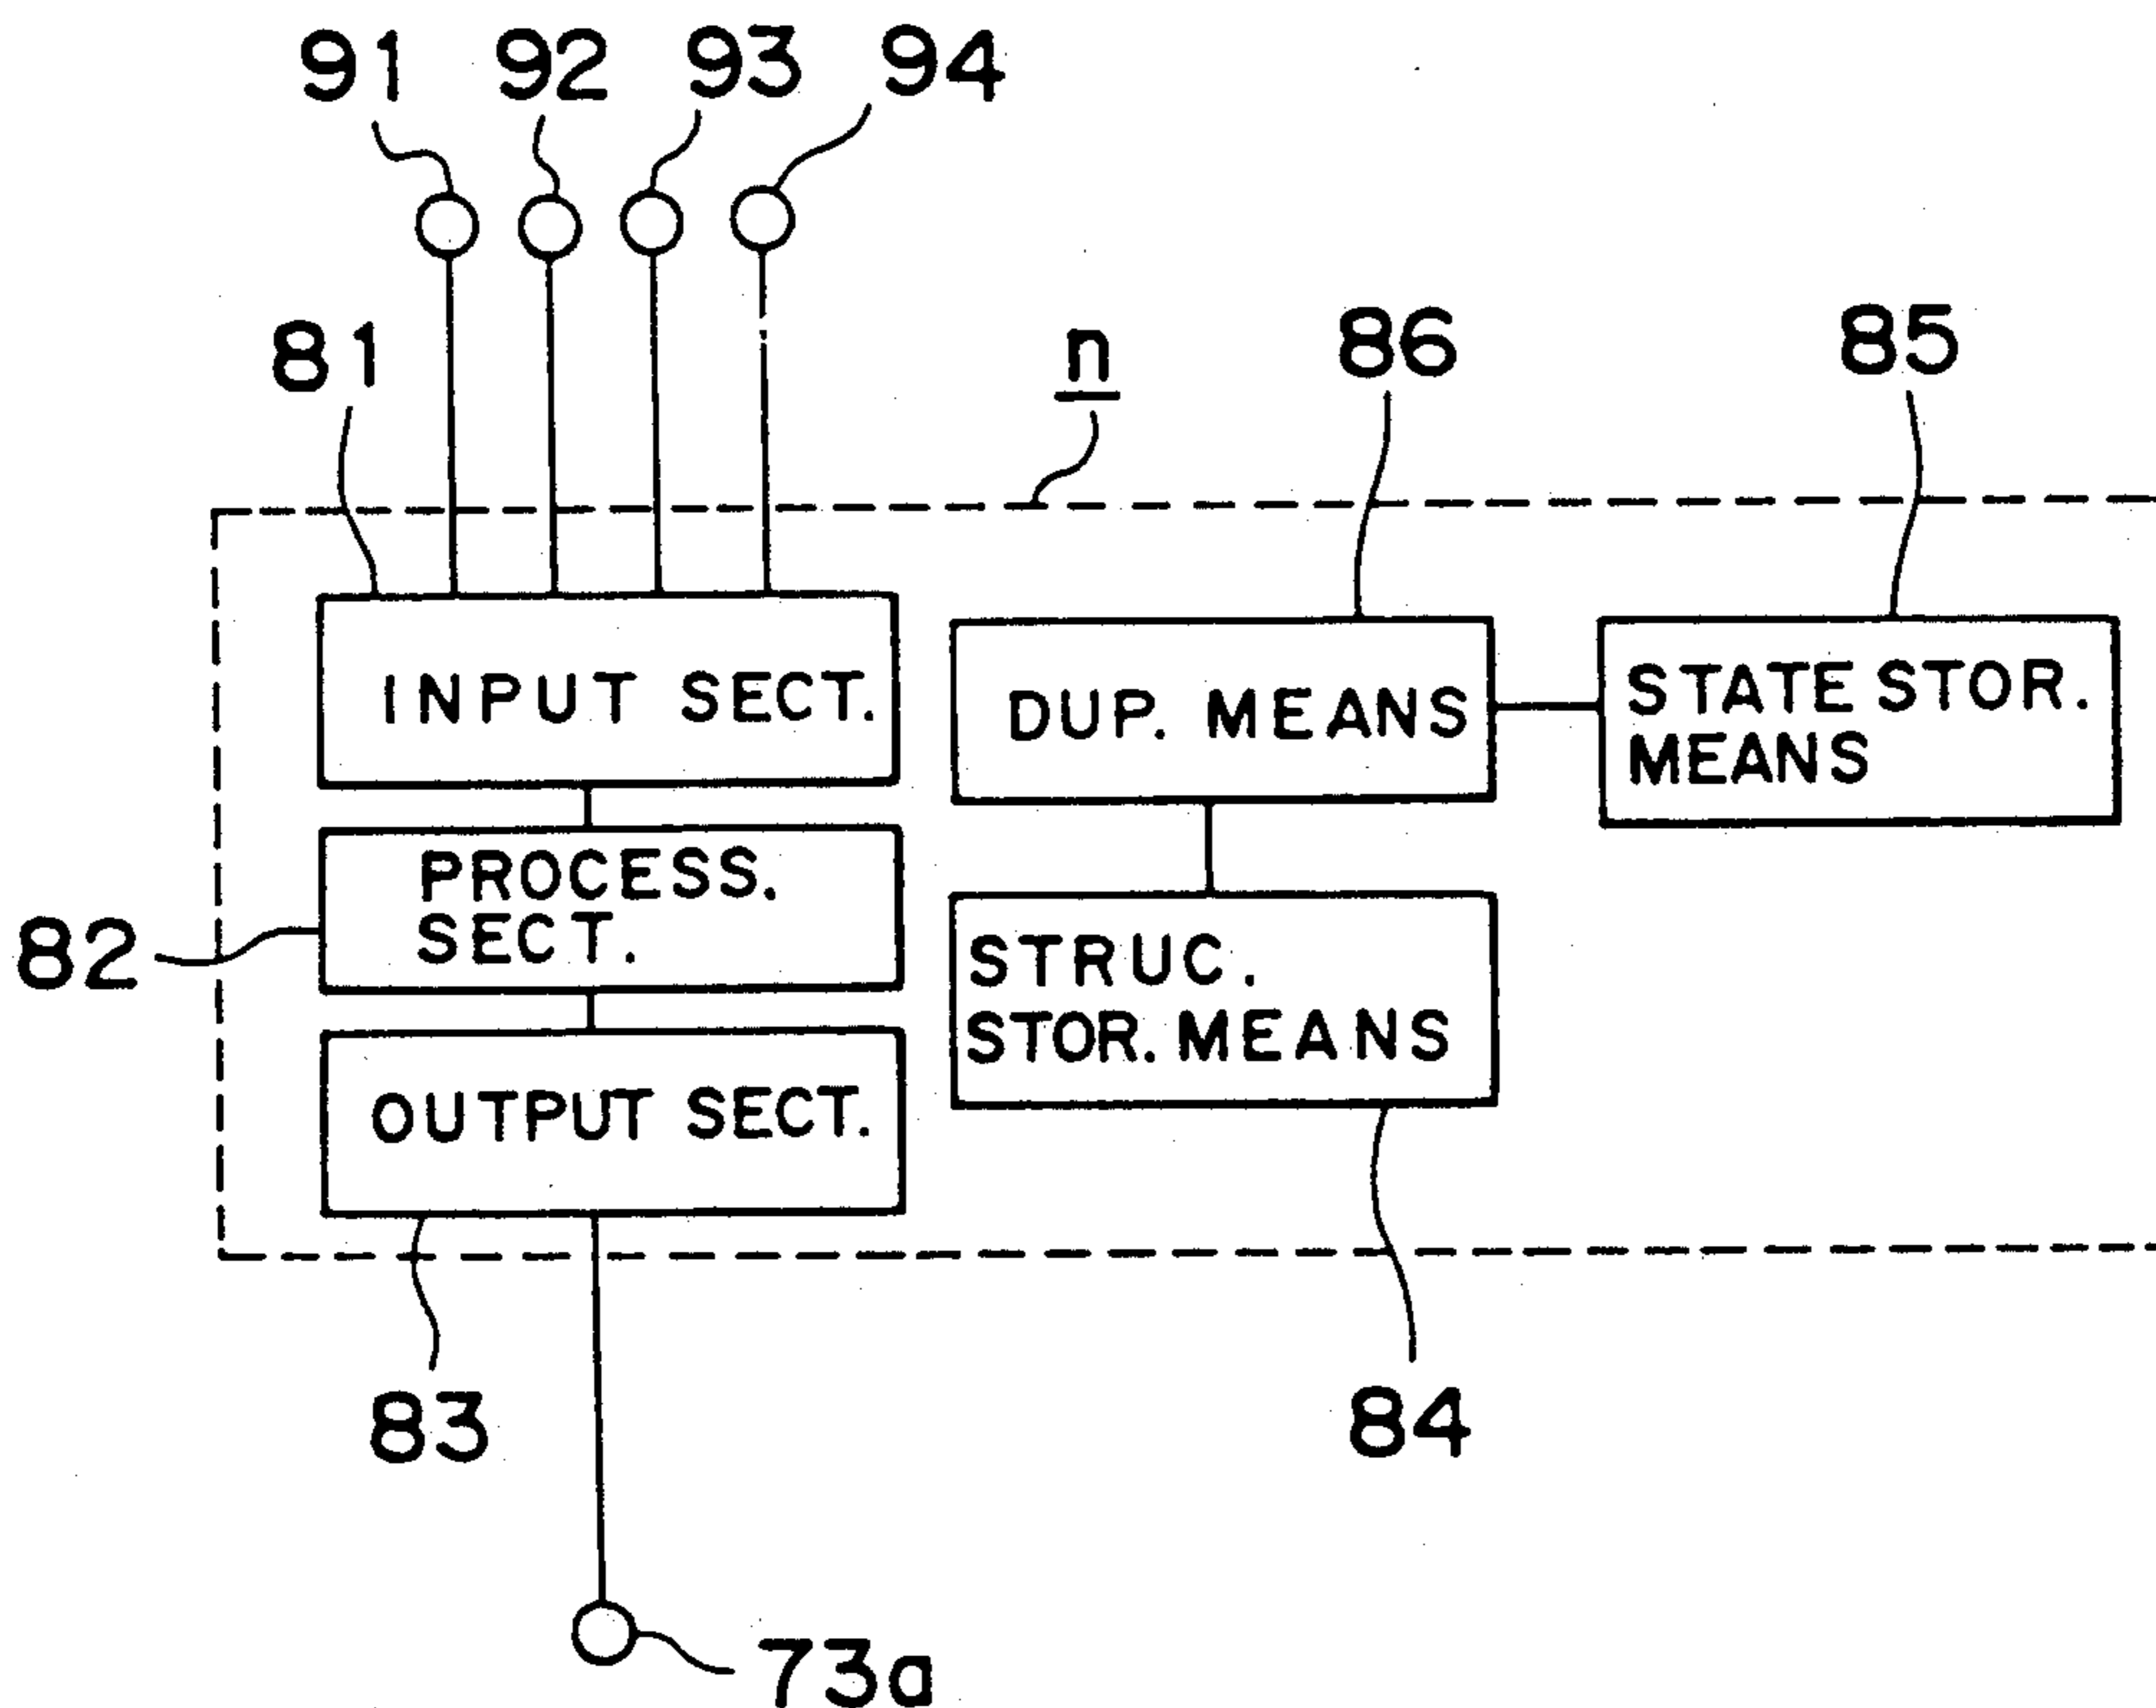 91 92 93 94
81 n 86 85
INPUT SECT.
DUP. MEANS
STATE STOR.
MEANS
PROCESS.
SECT.
82
STRUC.
STOR. MEANS
OUTPUT SECT.
83 84
73a